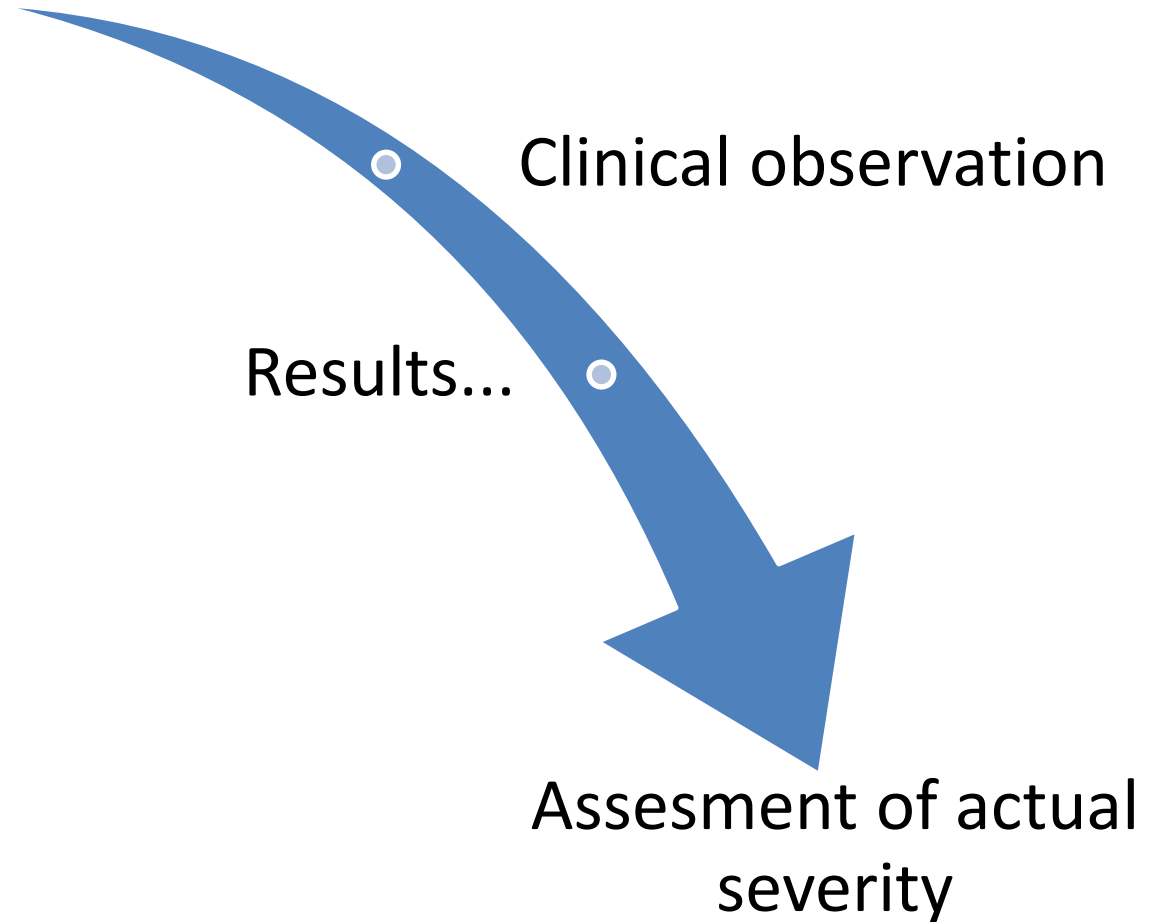 Clinical observation
Results...
Assesment of actual
severity